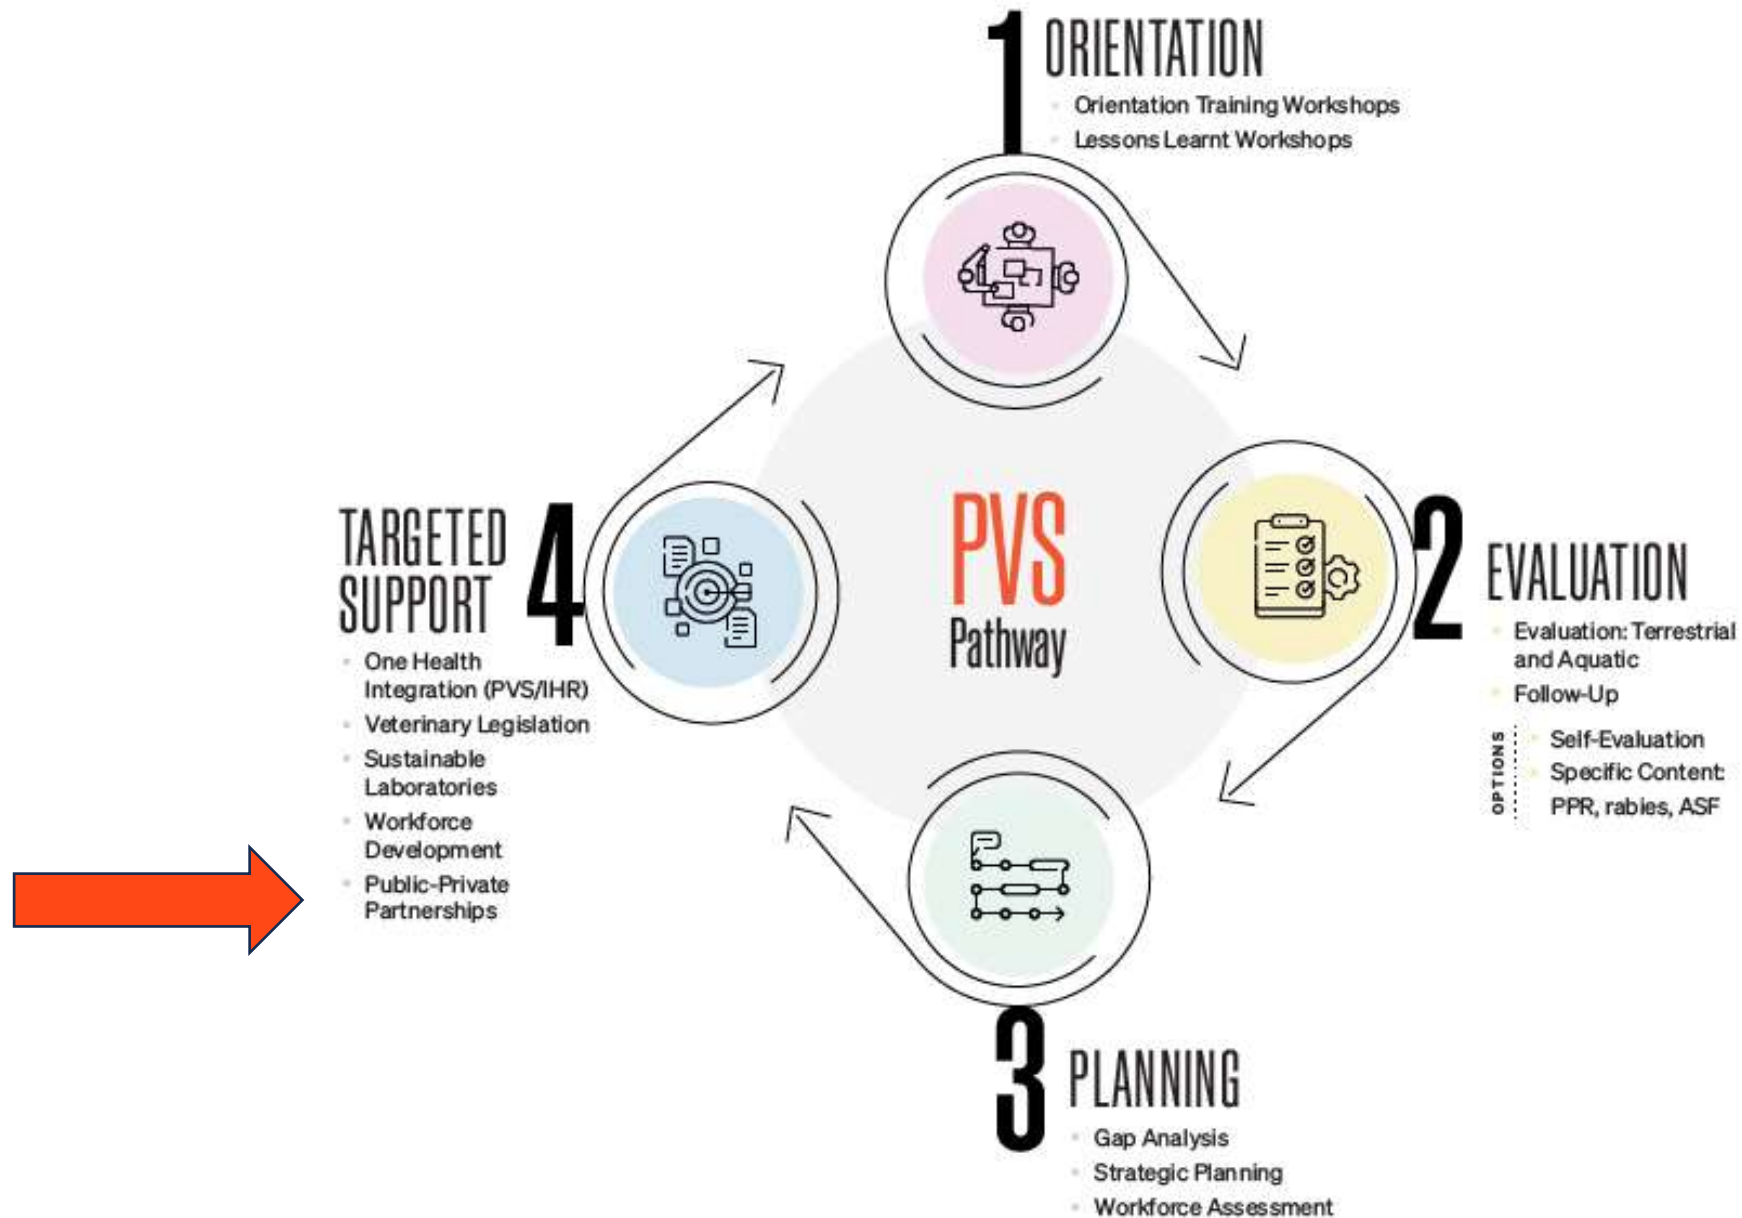 1 ORIENTATION
Orientation Training Workshops
Lessons Learnt Workshops
PVS
Pathway
2 EVALUATION
Evaluation: Terrestrial
and Aquatic
Follow-Up
OPTIONS
Self-Evaluation
Specific Content:
PPR, rabies, ASF
3 PLANNING
Gap Analysis
Strategic Planning
Workforce Assessment
TARGETED
SUPPORT 4
One Health
Integration (PVS/IHR)
Veterinary Legislation
Sustainable
Laboratories
Workforce
Development
Public-Private
Partnerships